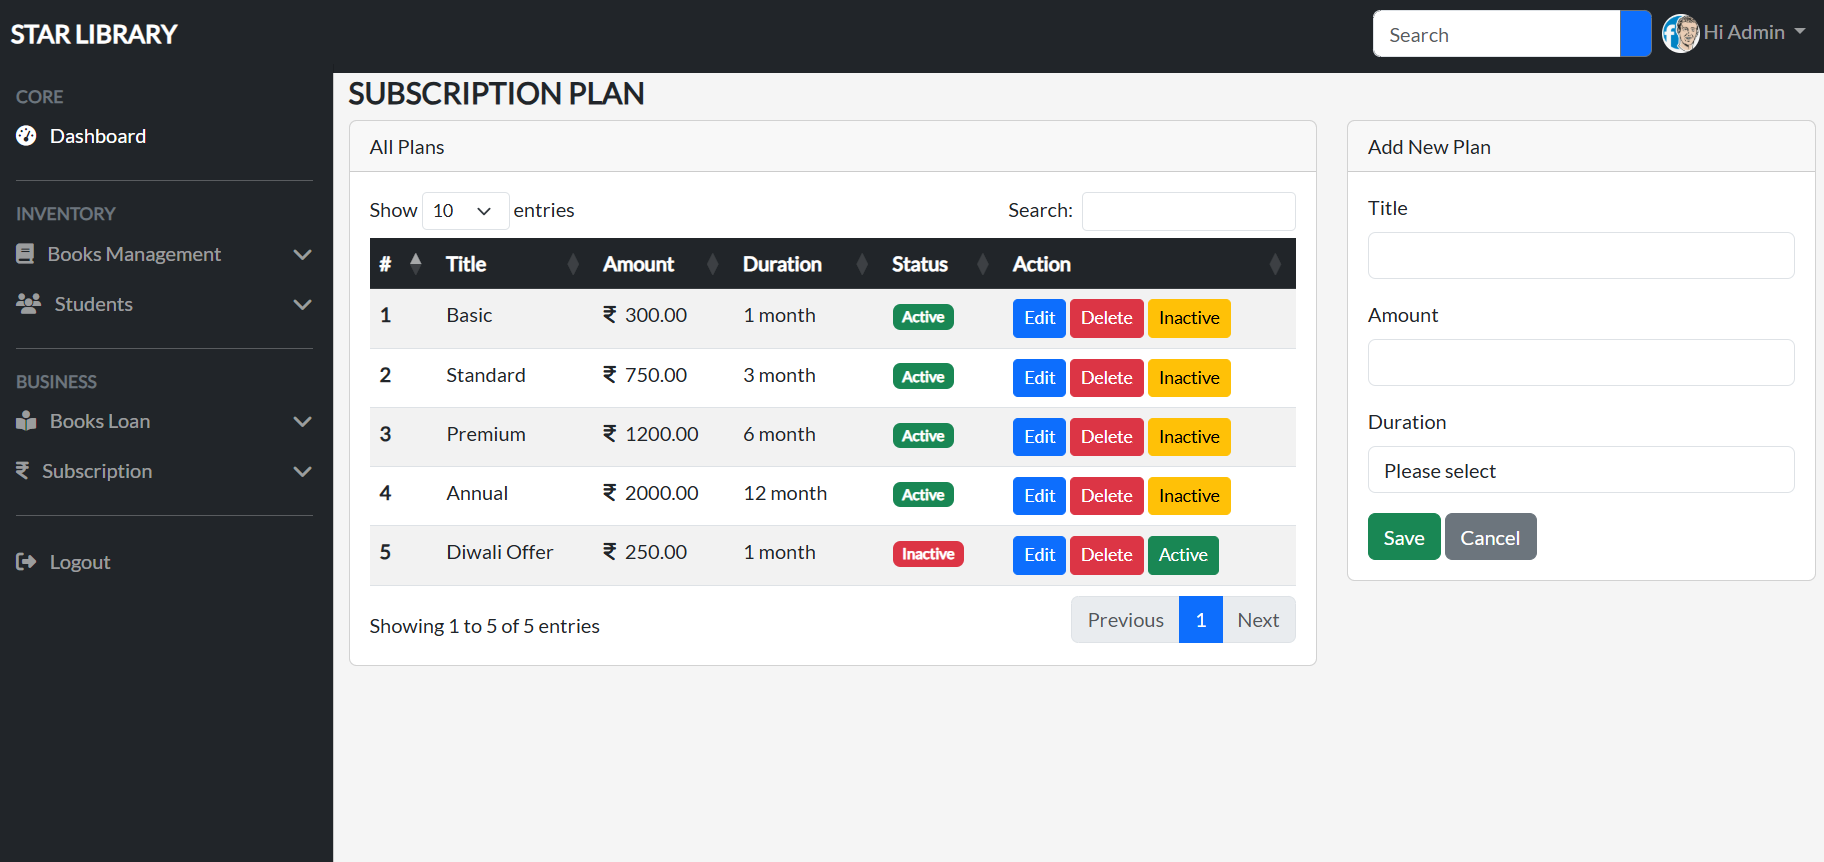 STAR LIBRARY
Search
Hi Admin
CORE
Dashboard
INVENTORY
Books Management
Students
BUSINESS
Books Loan
₹ Subscription
Logout
SUBSCRIPTION PLAN
All Plans
Show 10 entries
Search:
# Title Amount Duration Status Action
1 Basic ₹ 300.00 1 month Active Edit Delete Inactive
2 Standard ₹ 750.00 3 month Active Edit Delete Inactive
3 Premium ₹ 1200.00 6 month Active Edit Delete Inactive
4 Annual ₹ 2000.00 12 month Active Edit Delete Inactive
5 Diwali Offer ₹ 250.00 1 month Inactive Edit Delete Active
Showing 1 to 5 of 5 entries
Previous 1 Next
Add New Plan
Title
Amount
Duration
Please select
Save Cancel